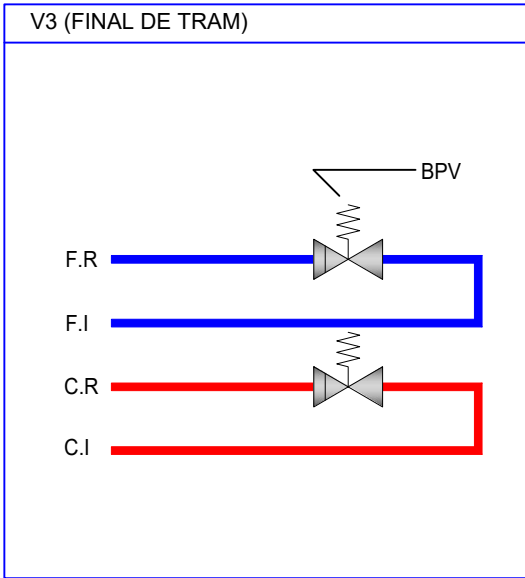 V3 (FINAL DE TRAM)
BPV
F.R
F.I
C.R
C.I